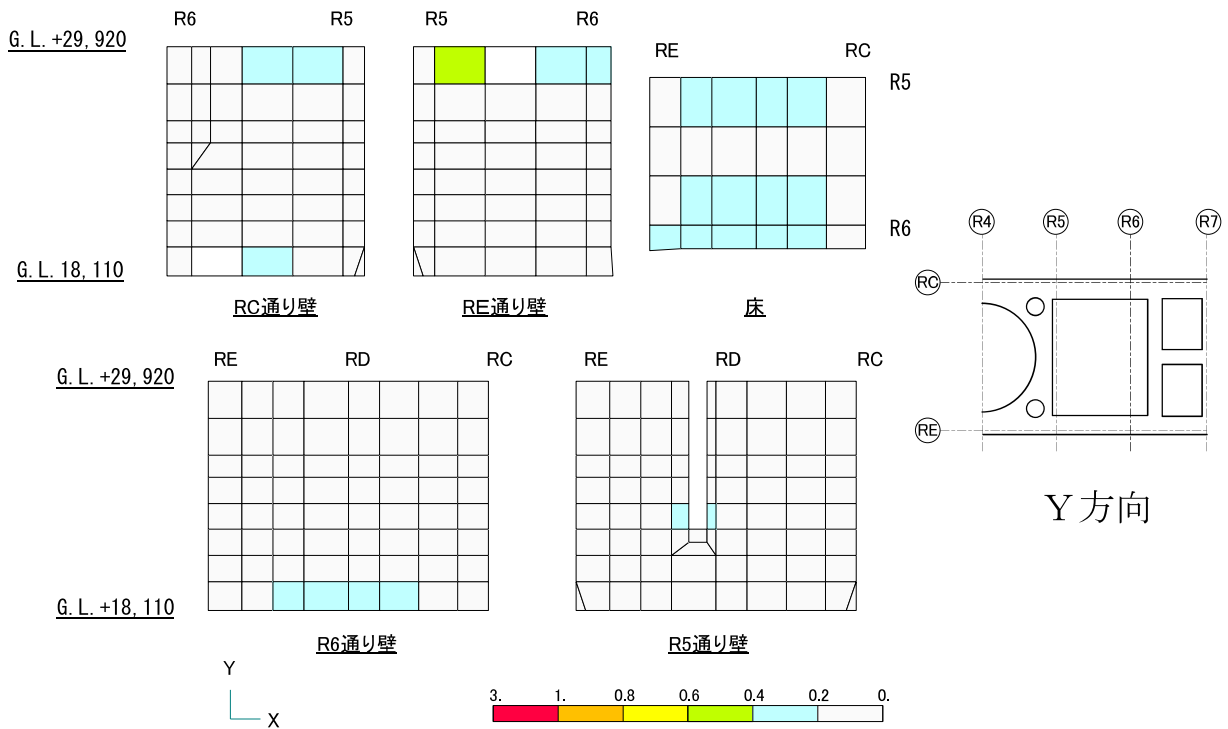 R6 R5
R5 R6
G.L.+29,920
RE RC
R5
R6
G.L.18,110
RC通り壁
RE通り壁
床
R4 R5 R6 R7
RC
RE
Y方向
RE RD RC
RE RD RC
G.L.+29,920
G.L.+18,110
R6通り壁
R5通り壁
Y
X
3. 1. 0.8 0.6 0.4 0.2 0.